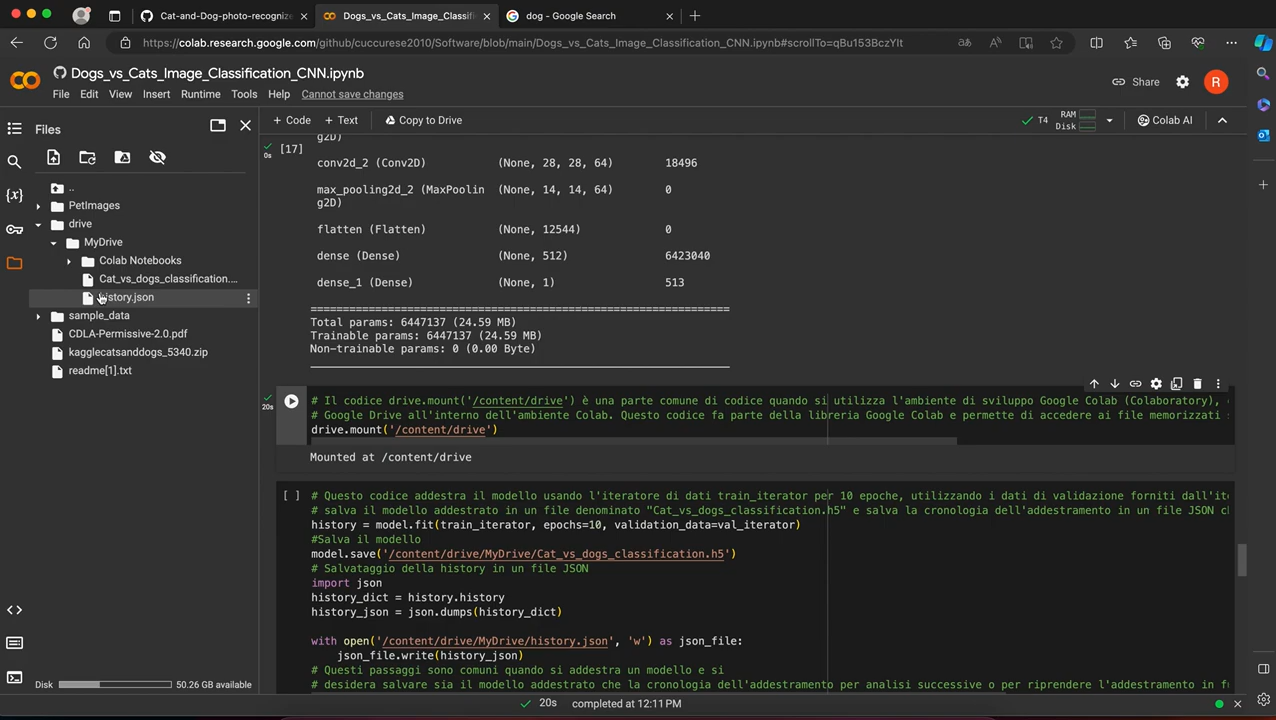 Cat-and-Dog-photo-recognize
Dogs_vs_Cats_Image_Classifi
dog - Google Search
https://colab.research.google.com/github/cuccurese2010/Software/blob/main/Dogs_vs_Cats_Image_Classification_CNN.ipynb#scrollTo=qBu153BczYIt
Dogs_vs_Cats_Image_Classification_CNN.ipynb
File Edit View Insert Runtime Tools Help Cannot save changes
Share
R
Files
+ Code + Text Copy to Drive
T4 RAM Disk
Colab AI
..
PetImages
drive
MyDrive
Colab Notebooks
Cat_vs_dogs_classification....
history.json
sample_data
CDLA-Permissive-2.0.pdf
kagglecatsanddogs_5340.zip
readme[1].txt
Disk 50.26 GB available
g2D)
[17]
0s
conv2d_2 (Conv2D) (None, 28, 28, 64) 18496
max_pooling2d_2 (MaxPoolin (None, 14, 14, 64) 0
g2D)
flatten (Flatten) (None, 12544) 0
dense (Dense) (None, 512) 6423040
dense_1 (Dense) (None, 1) 513
=================================================================
Total params: 6447137 (24.59 MB)
Trainable params: 6447137 (24.59 MB)
Non-trainable params: 0 (0.00 Byte)
20s
# Il codice drive.mount('/content/drive') è una parte comune di codice quando si utilizza l'ambiente di sviluppo Google Colab (Colaboratory),
# Google Drive all'interno dell'ambiente Colab. Questo codice fa parte della libreria Google Colab e permette di accedere ai file memorizzati
drive.mount('/content/drive')
Mounted at /content/drive
[ ]
# Questo codice addestra il modello usando l'iteratore di dati train_iterator per 10 epoche, utilizzando i dati di validazione forniti dall'it
# salva il modello addestrato in un file denominato "Cat_vs_dogs_classification.h5" e salva la cronologia dell'addestramento in un file JSON
history = model.fit(train_iterator, epochs=10, validation_data=val_iterator)
#Salva il modello
model.save('/content/drive/MyDrive/Cat_vs_dogs_classification.h5')
# Salvataggio della history in un file JSON
import json
history_dict = history.history
history_json = json.dumps(history_dict)
with open('/content/drive/MyDrive/history.json', 'w') as json_file:
json_file.write(history_json)
# Questi passaggi sono comuni quando si addestra un modello e si
# desidera salvare sia il modello addestrato che la cronologia dell'addestramento per analisi successive o per riprendere l'addestramento in
20s completed at 12:11 PM